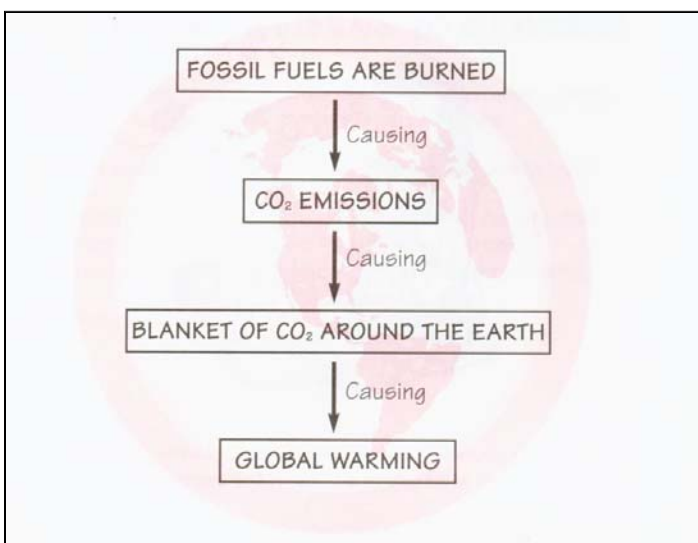 FOSSIL FUELS ARE BURNED
Causing
CO₂ EMISSIONS
Causing
BLANKET OF CO₂ AROUND THE EARTH
Causing
GLOBAL WARMING